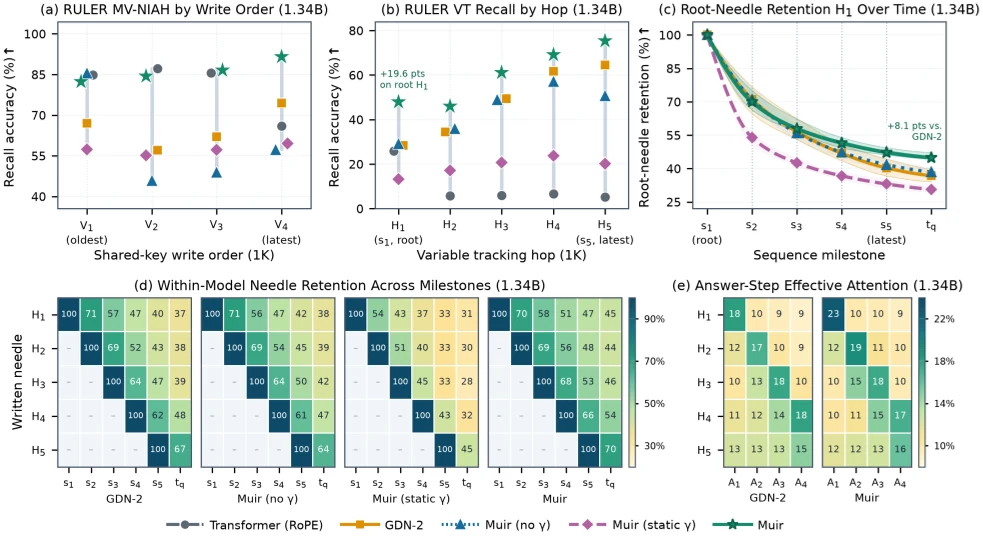 (a) RULER MV-NIAH by Write Order (1.34B)
Recall accuracy (%)↑
100
85
70
55
40
V1 V2 V3 V4
(oldest) (latest)
Shared-key write order (1K)
(b) RULER VT Recall by Hop (1.34B)
Recall accuracy (%)↑
80
60
40
20
0
+19.6 pts
on root H1
H1 H2 H3 H4 H5
(s1, root) (s5, latest)
Variable tracking hop (1K)
(c) Root-Needle Retention H1 Over Time (1.34B)
Root-needle retention (%)↑
100
85
70
55
40
25
+8.1 pts vs.
GDN-2
s1 s2 s3 s4 s5 tq
(root) (latest)
Sequence milestone
(d) Within-Model Needle Retention Across Milestones (1.34B)
Written needle
H1 100 71 57 47 40 37
H2 – 100 69 52 43 38
H3 – – 100 64 47 39
H4 – – – 100 62 48
H5 – – – – 100 67
s1 s2 s3 s4 s5 tq
GDN-2
100 71 56 47 42 38
– 100 69 54 45 39
– – 100 64 50 42
– – – 100 61 47
– – – – 100 64
s1 s2 s3 s4 s5 tq
Muir (no γ)
100 54 43 37 33 31
– 100 51 40 33 30
– – 100 45 33 28
– – – 100 43 32
– – – – 100 45
s1 s2 s3 s4 s5 tq
Muir (static γ)
100 70 58 51 47 45
– 100 69 56 48 44
– – 100 68 53 46
– – – 100 66 54
– – – – 100 70
s1 s2 s3 s4 s5 tq
Muir
90%
70%
50%
30%
(e) Answer-Step Effective Attention (1.34B)
H1 18 10 9 9
H2 12 17 10 9
H3 10 13 18 10
H4 11 12 14 18
H5 13 13 13 15
A1 A2 A3 A4
GDN-2
23 10 10 9
12 19 11 10
10 15 18 10
10 11 15 17
12 12 13 16
A1 A2 A3 A4
Muir
22%
18%
14%
10%
Transformer (RoPE) GDN-2 Muir (no γ) Muir (static γ) Muir